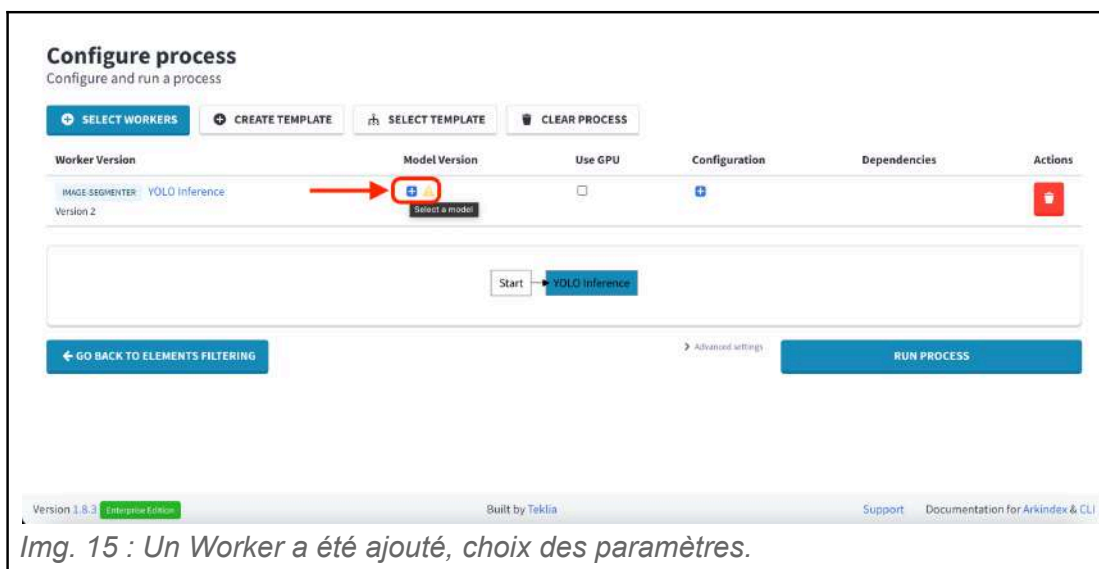 Configure process
Configure and run a process
SELECT WORKERS CREATE TEMPLATE SELECT TEMPLATE CLEAR PROCESS
Worker Version Model Version Use GPU Configuration Dependencies Actions
IMAGE-SEGMENTER YOLO Inference
Version 2
Select a model
Start YOLO Inference
GO BACK TO ELEMENTS FILTERING Advanced settings RUN PROCESS
Version 1.8.3 Enterprise Edition Built by Teklia Support Documentation for Arkindex & CLI
Img. 15 : Un Worker a été ajouté, choix des paramètres.